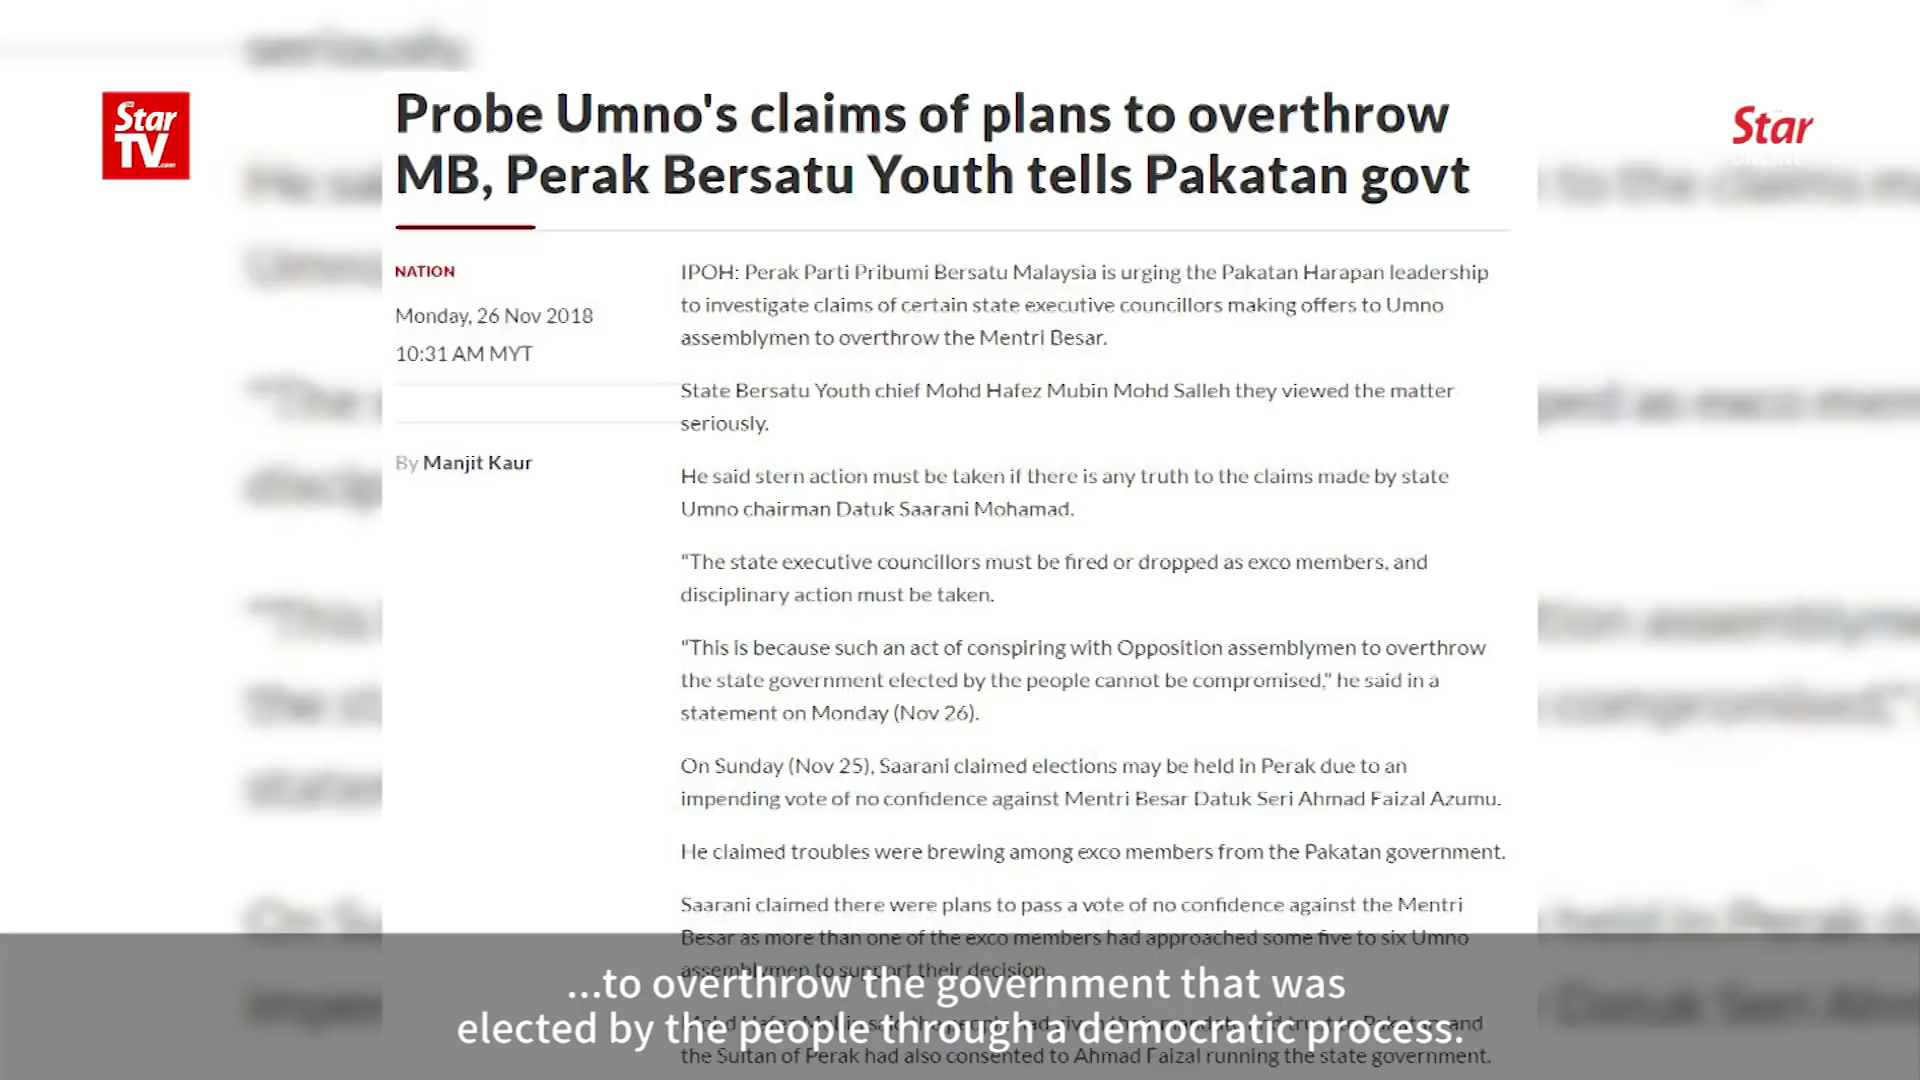 seriously.
Star
TV.com
Probe Umno's claims of plans to overthrow
MB, Perak Bersatu Youth tells Pakatan govt
Star
NATION
Monday, 26 Nov 2018
10:31 AM MYT
By Manjit Kaur
IPOH: Perak Parti Pribumi Bersatu Malaysia is urging the Pakatan Harapan leadership
to investigate claims of certain state executive councillors making offers to Umno
assemblymen to overthrow the Mentri Besar.
State Bersatu Youth chief Mohd Hafez Mubin Mohd Salleh they viewed the matter
seriously.
He said stern action must be taken if there is any truth to the claims made by state
Umno chairman Datuk Saarani Mohamad.
"The state executive councillors must be fired or dropped as exco members, and
disciplinary action must be taken.
"This is because such an act of conspiring with Opposition assemblymen to overthrow
the state government elected by the people cannot be compromised," he said in a
statement on Monday (Nov 26).
On Sunday (Nov 25), Saarani claimed elections may be held in Perak due to an
impending vote of no confidence against Mentri Besar Datuk Seri Ahmad Faizal Azumu.
He claimed troubles were brewing among exco members from the Pakatan government.
Saarani claimed there were plans to pass a vote of no confidence against the Mentri
Besar as more than one of the exco members had approached some five to six Umno
assemblymen to support their decision.
...to overthrow the government that was
elected by the people through a democratic process.
the Sultan of Perak had also consented to Ahmad Faizal running the state government.